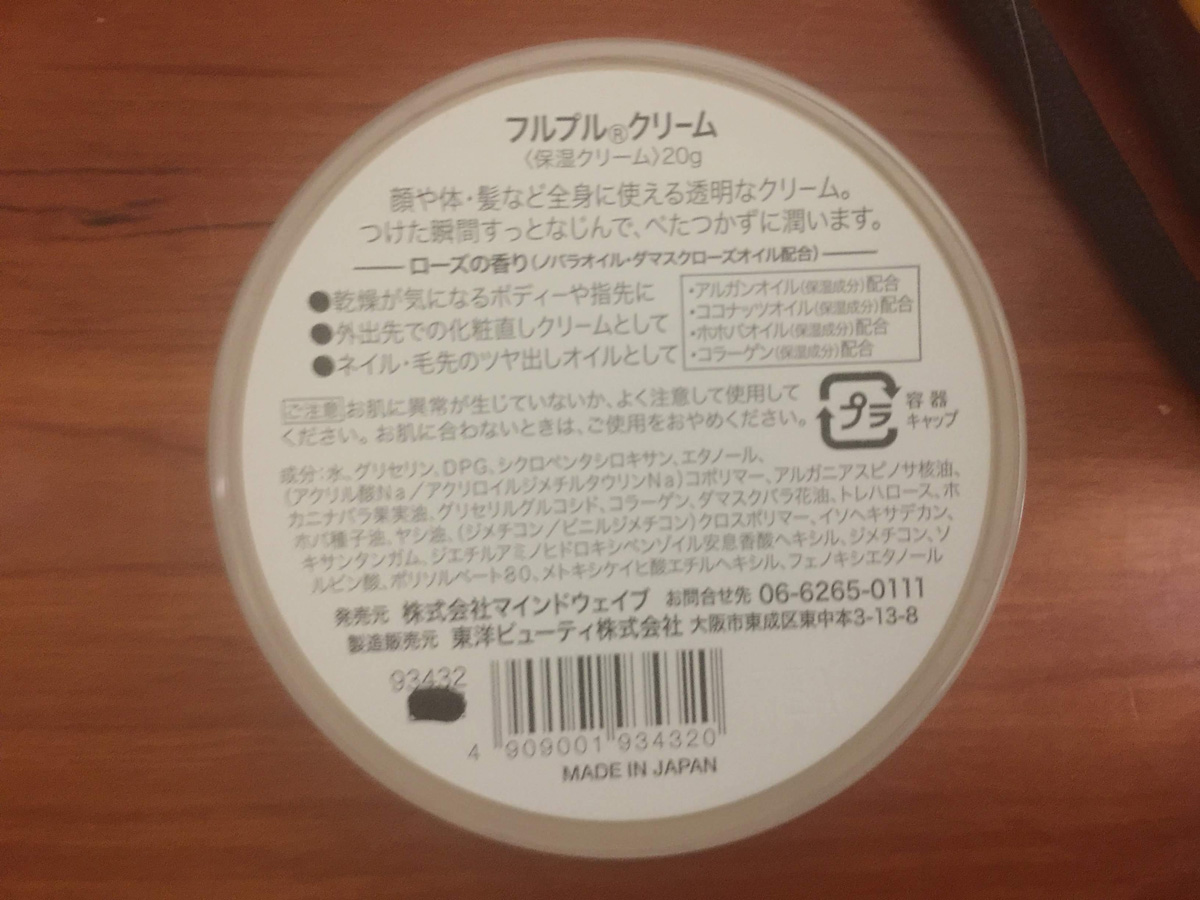 フルプル®クリーム
〈保湿クリーム〉20g
顔や体・髪など全身に使える透明なクリーム。
つけた瞬間すっとなじんで、べたつかずに潤います。
ローズの香り(ノバラオイル・ダマスクローズオイル配合)
●乾燥が気になるボディーや指先に
●外出先での化粧直しクリームとして
●ネイル・毛先のツヤ出しオイルとして
・アルガンオイル(保湿成分)配合
・ココナッツオイル(保湿成分)配合
・ホホバオイル(保湿成分)配合
・コラーゲン(保湿成分)配合
ご注意 お肌に異常が生じていないか、よく注意して使用して
ください。お肌に合わないときは、ご使用をおやめください。
プラ
容器
キャップ
成分:水、グリセリン、DPG、シクロペンタシロキサン、エタノール、
(アクリル酸Na/アクリロイルジメチルタウリンNa)コポリマー、アルガニアスピノサ核油、
カニナバラ果実油、グリセリルグルコシド、コラーゲン、ダマスクバラ花油、トレハロース、ホ
ホバ種子油、ヤシ油、(ジメチコン/ビニルジメチコン)クロスポリマー、イソヘキサデカン、
キサンタンガム、ジエチルアミノヒドロキシベンゾイル安息香酸ヘキシル、ジメチコン、ソ
ルビン酸、ポリソルベート80、メトキシケイヒ酸エチルヘキシル、フェノキシエタノール
発売元 株式会社マインドウェイブ お問合せ先 06-6265-0111
製造販売元 東洋ビューティ株式会社 大阪市東成区東中本3-13-8
93432
4 909001 934320
MADE IN JAPAN